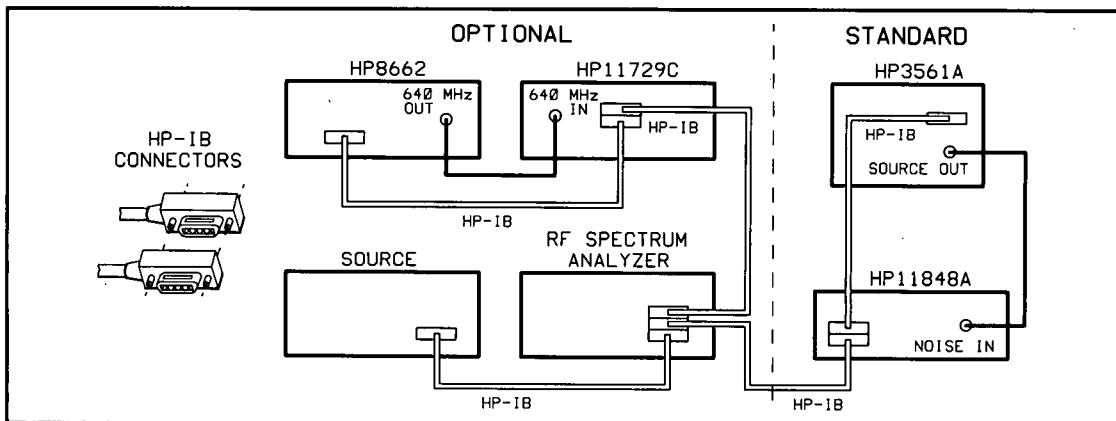 OPTIONAL
STANDARD
HP8662
HP11729C
HP3561A
640 MHz
OUT
640 MHz
IN
HP-IB
HP-IB
HP-IB
CONNECTORS
SOURCE OUT
HP-IB
SOURCE
RF SPECTRUM
ANALYZER
HP11848A
NOISE IN
HP-IB
HP-IB